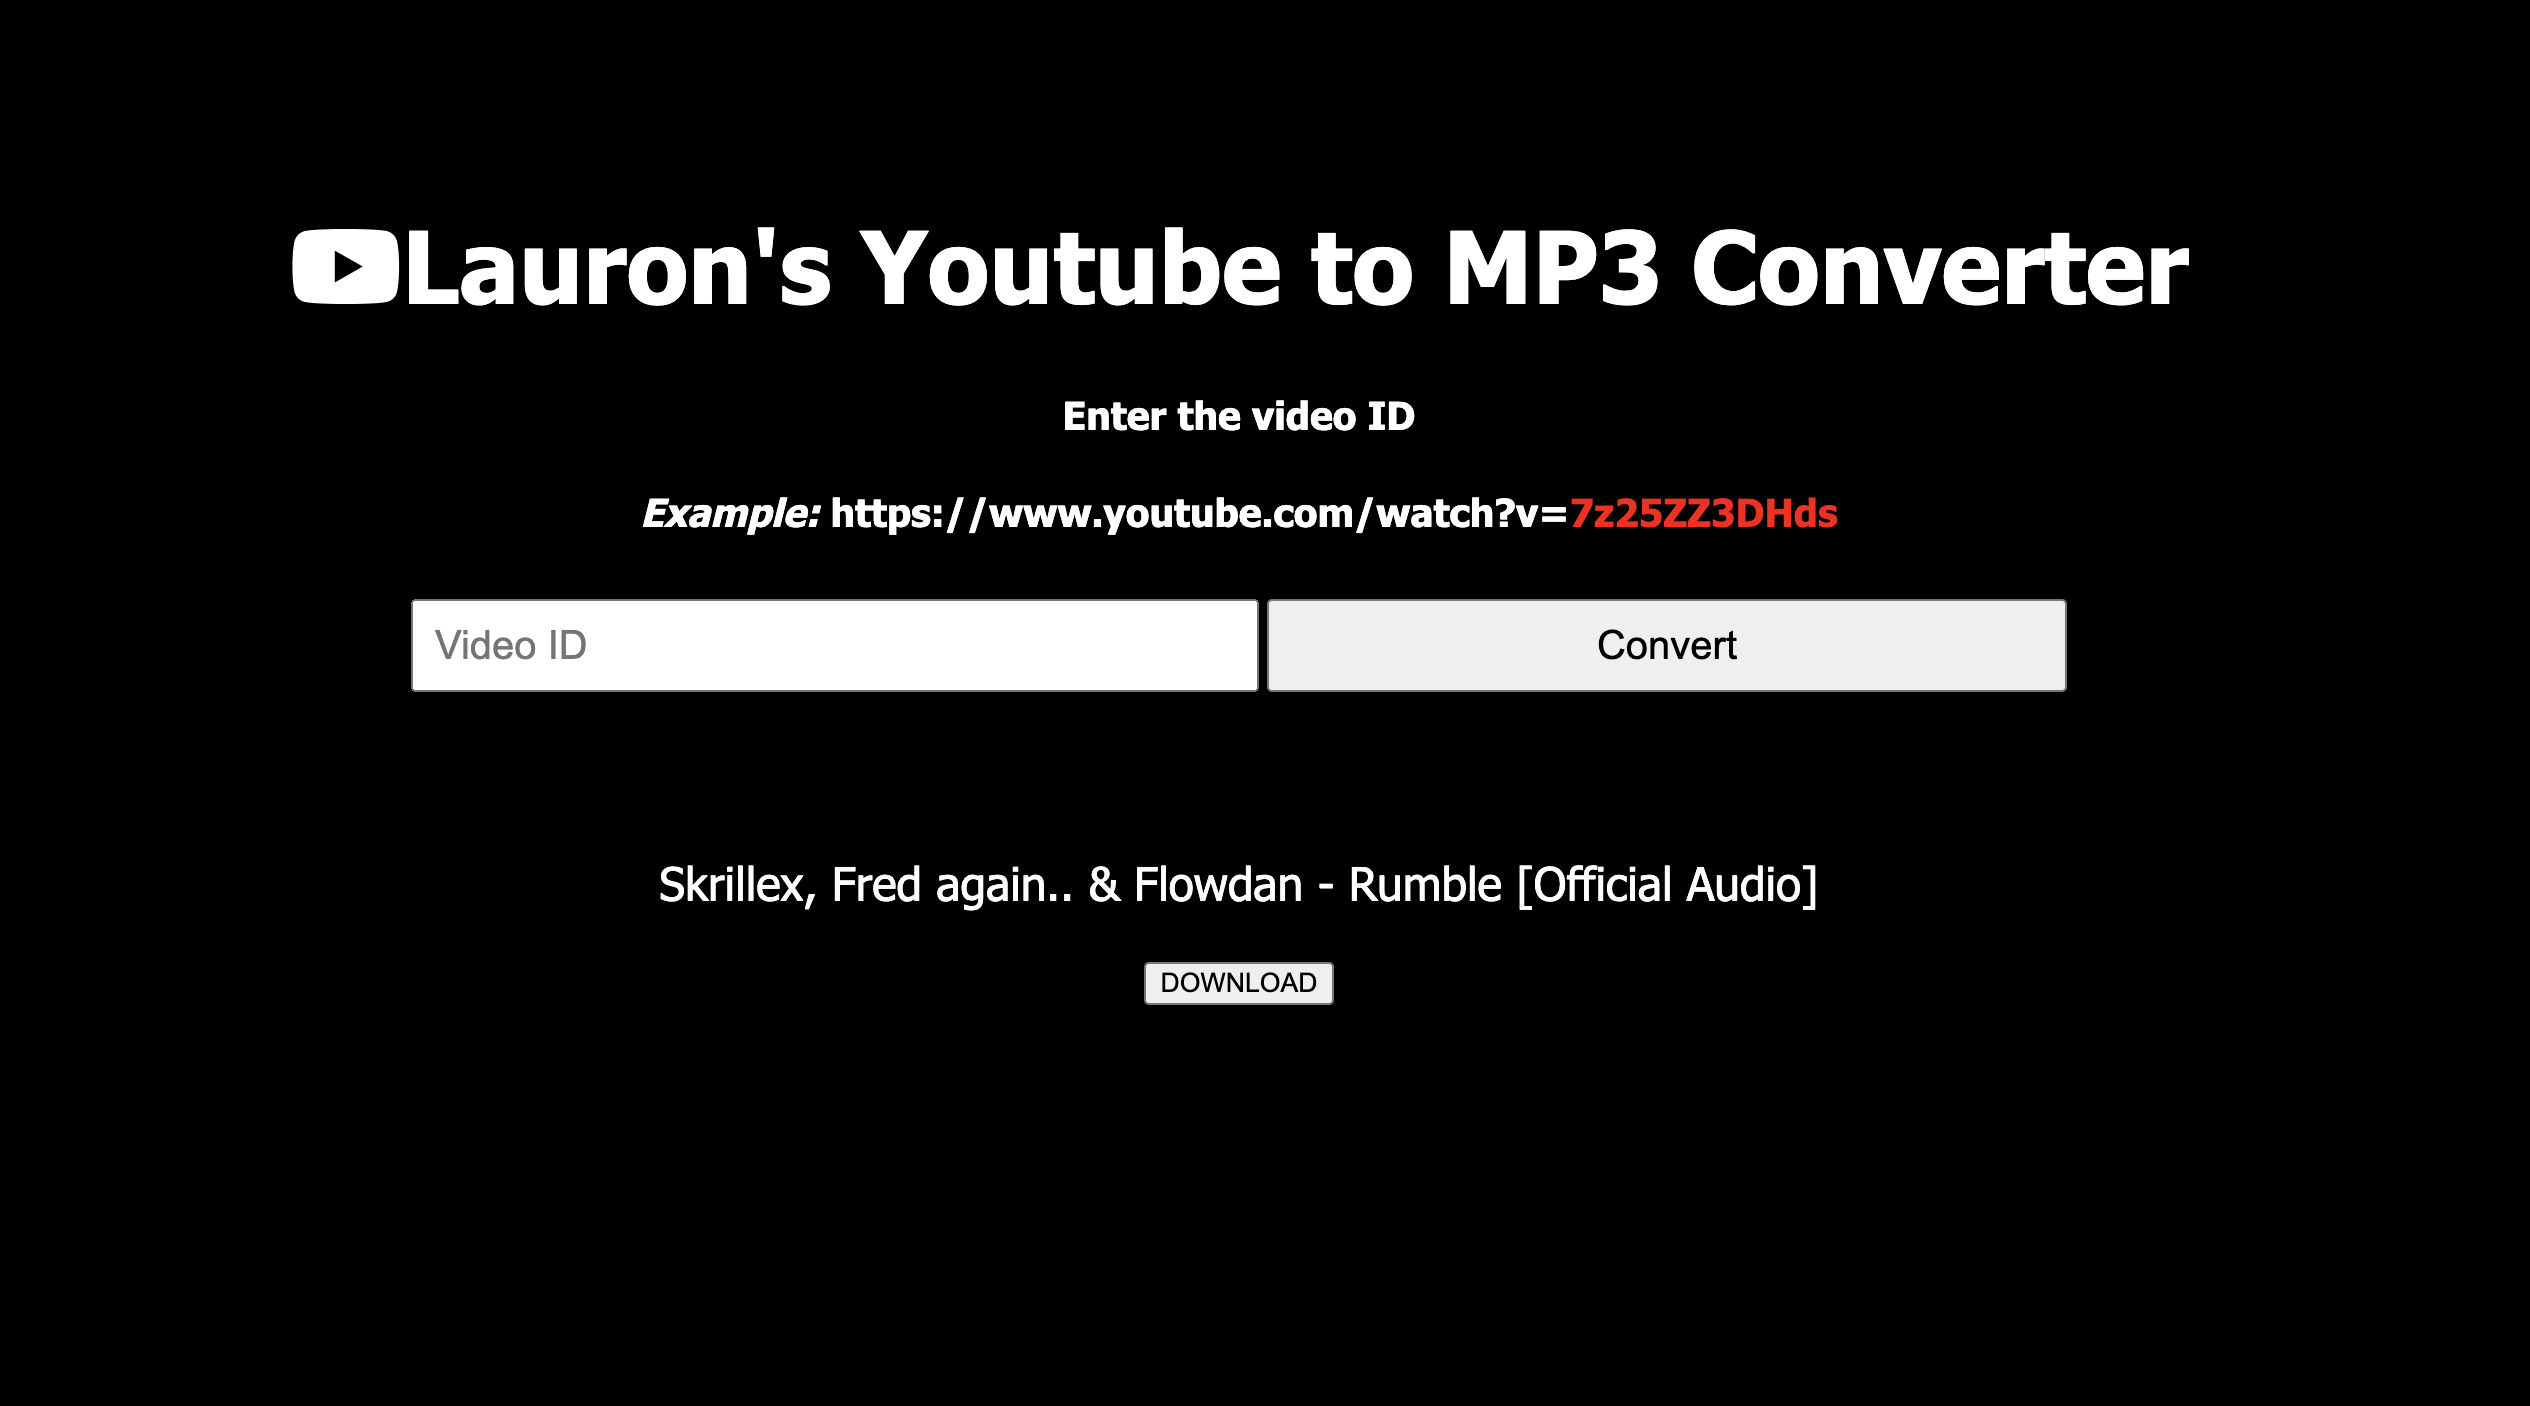 Lauron's Youtube to MP3 Converter
Enter the video ID
Example: https://www.youtube.com/watch?v=7z25ZZ3DHds
Video ID Convert
Skrillex, Fred again.. & Flowdan - Rumble [Official Audio]
DOWNLOAD